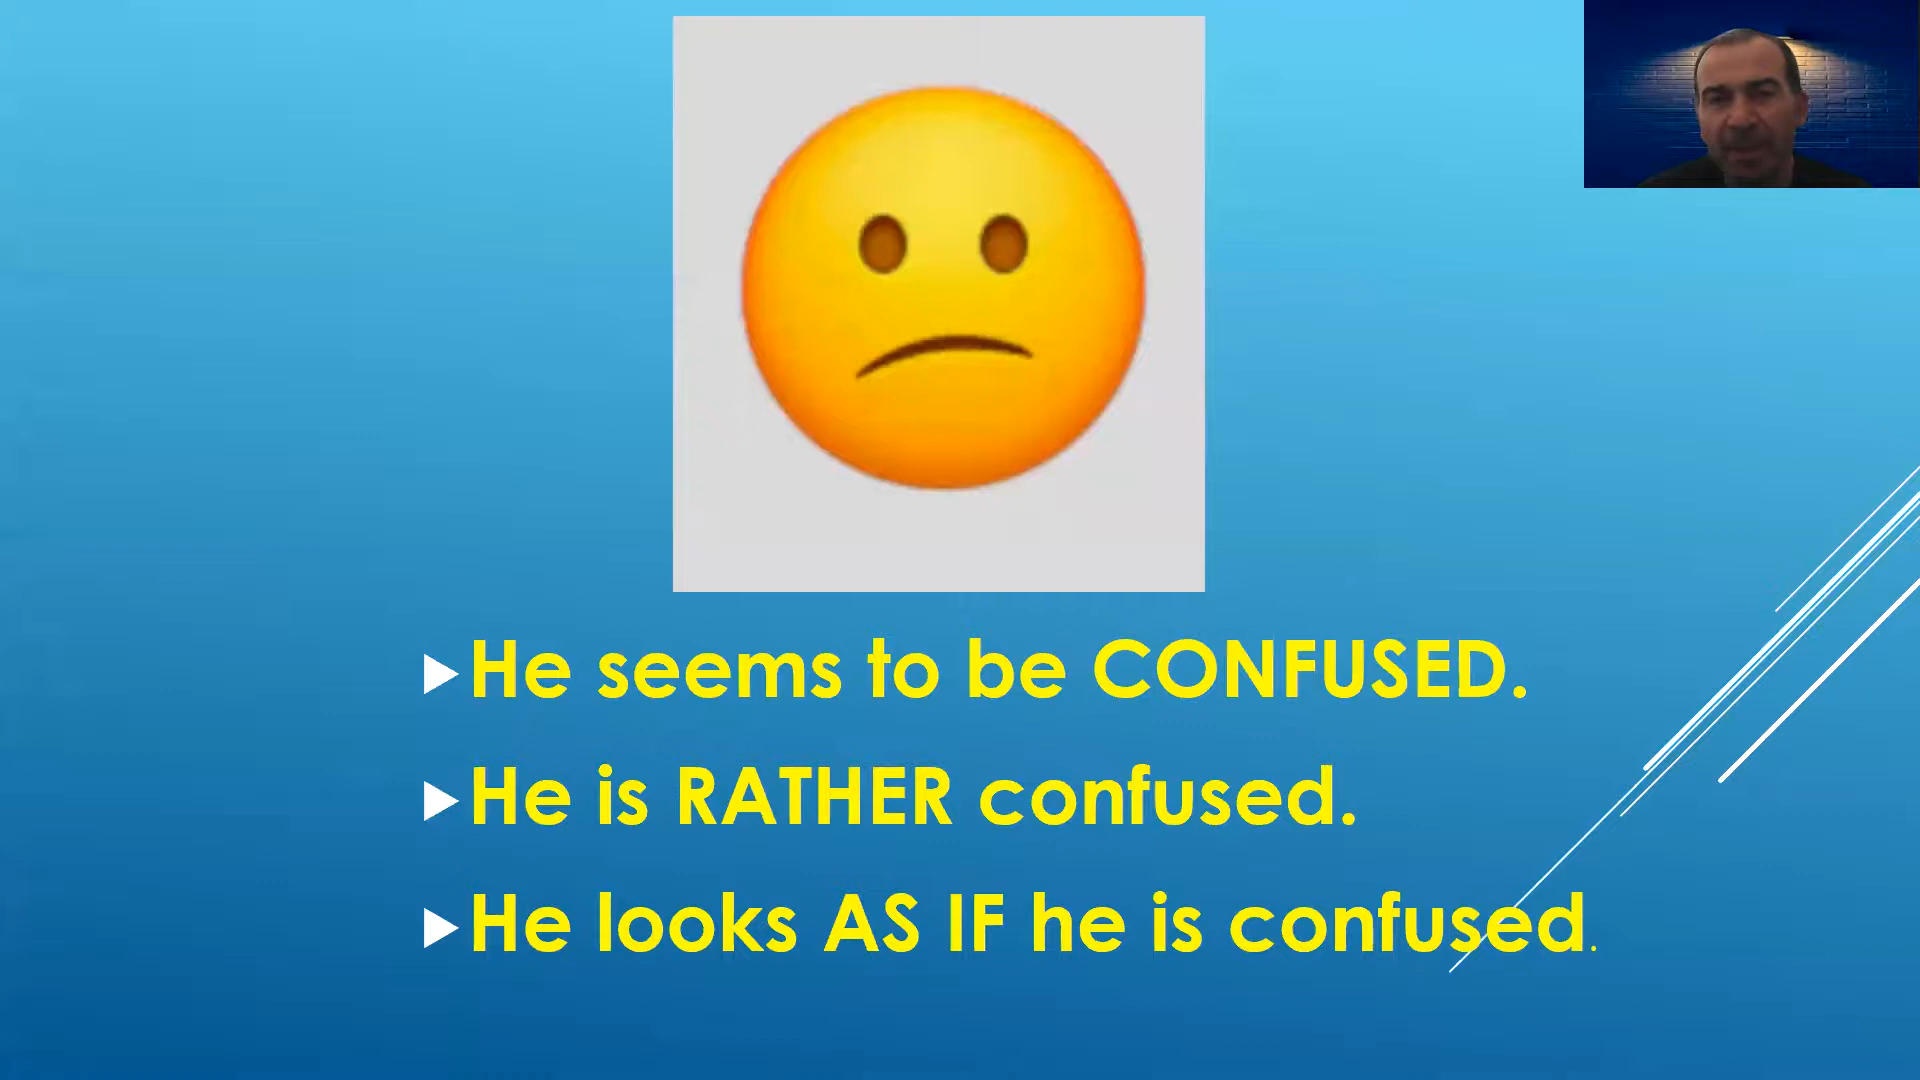 He seems to be CONFUSED.
He is RATHER confused.
He looks AS IF he is confused.